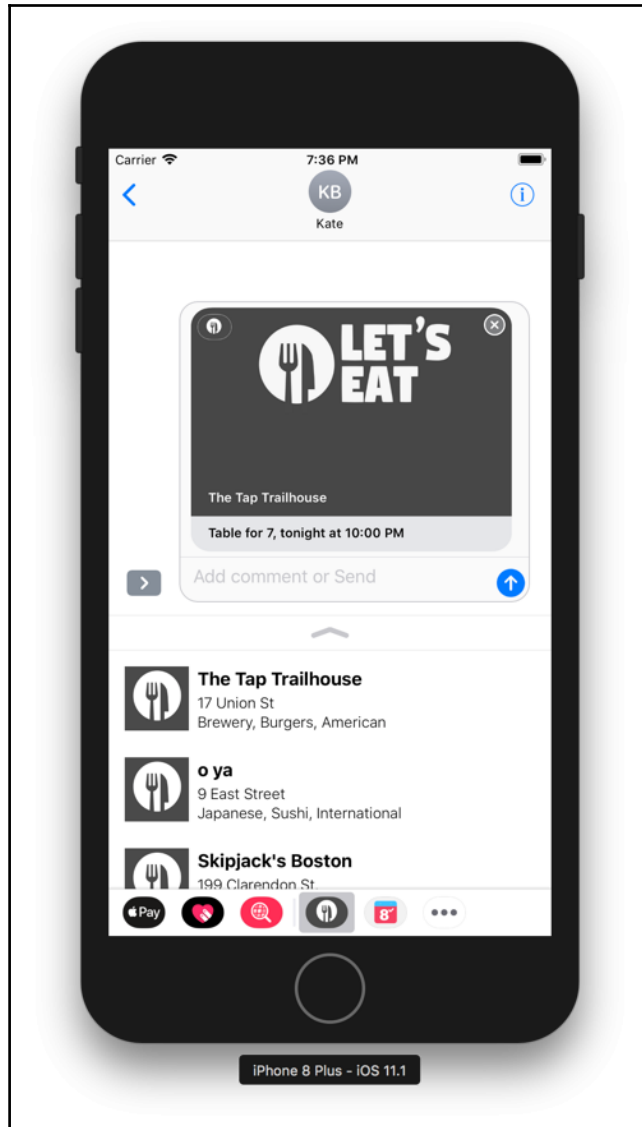 Carrier 7:36 PM
KB
Kate
LET'S
EAT
The Tap Trailhouse
Table for 7, tonight at 10:00 PM
Add comment or Send
The Tap Trailhouse
17 Union St
Brewery, Burgers, American
o ya
9 East Street
Japanese, Sushi, International
Skipjack's Boston
199 Clarendon St.
Pay 8
iPhone 8 Plus - iOS 11.1